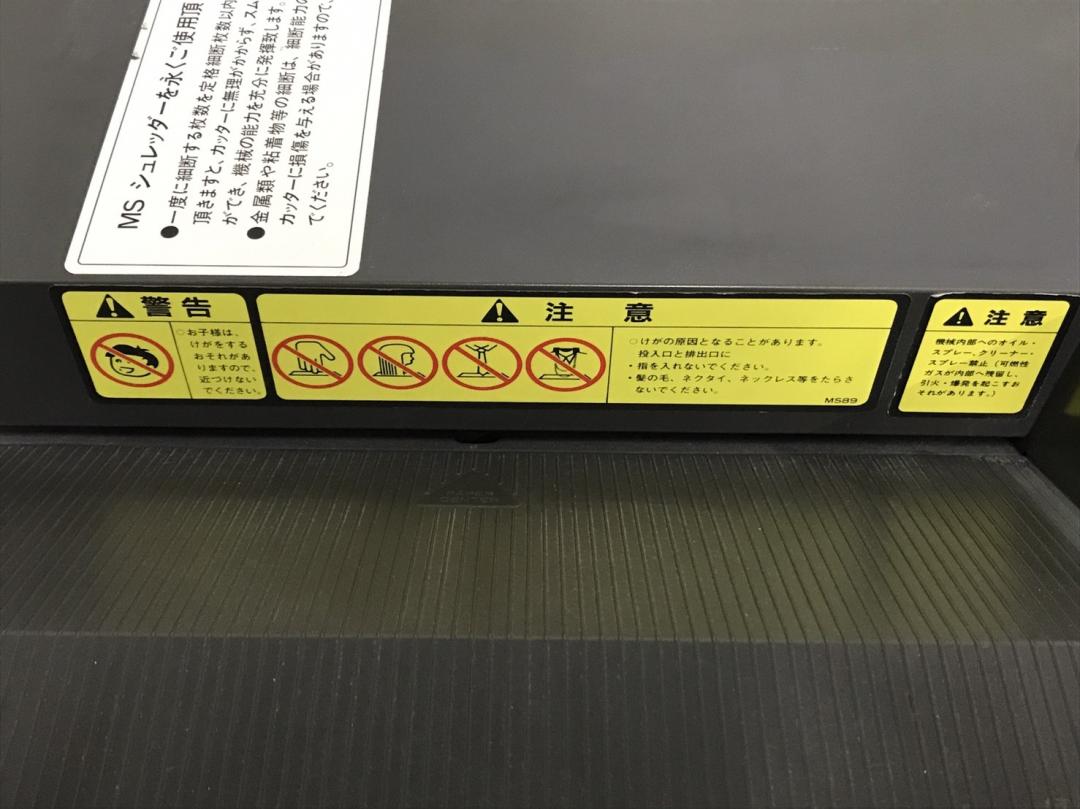 MS シュレッダーを永くご使用頂
●一度に細断する枚数を定格細断枚数以内
頂きますと、カッターに無理がかからず、スム
ができ、機械の能力を充分に発揮致します。
●金属類や粘着物等の細断は、細断能力の
カッターに損傷を与える場合がありますので、
でください。
警告
○お子様は、
けがをする
おそれがあ
りますので、
近つけない
でください。
注意
○けがの原因となることがあります。
投入口と排出口に
・指を入れないでください。
・髪の毛、ネクタイ、ネックレス等をたらさ
ないでください。
MS89
注意
機械内部へのオイル・
スプレー、クリーナー・
スプレー禁止（可燃性
ガスが内部へ残留し、
引火・爆発を起こすお
それがあります。）
PAPER
CENTER